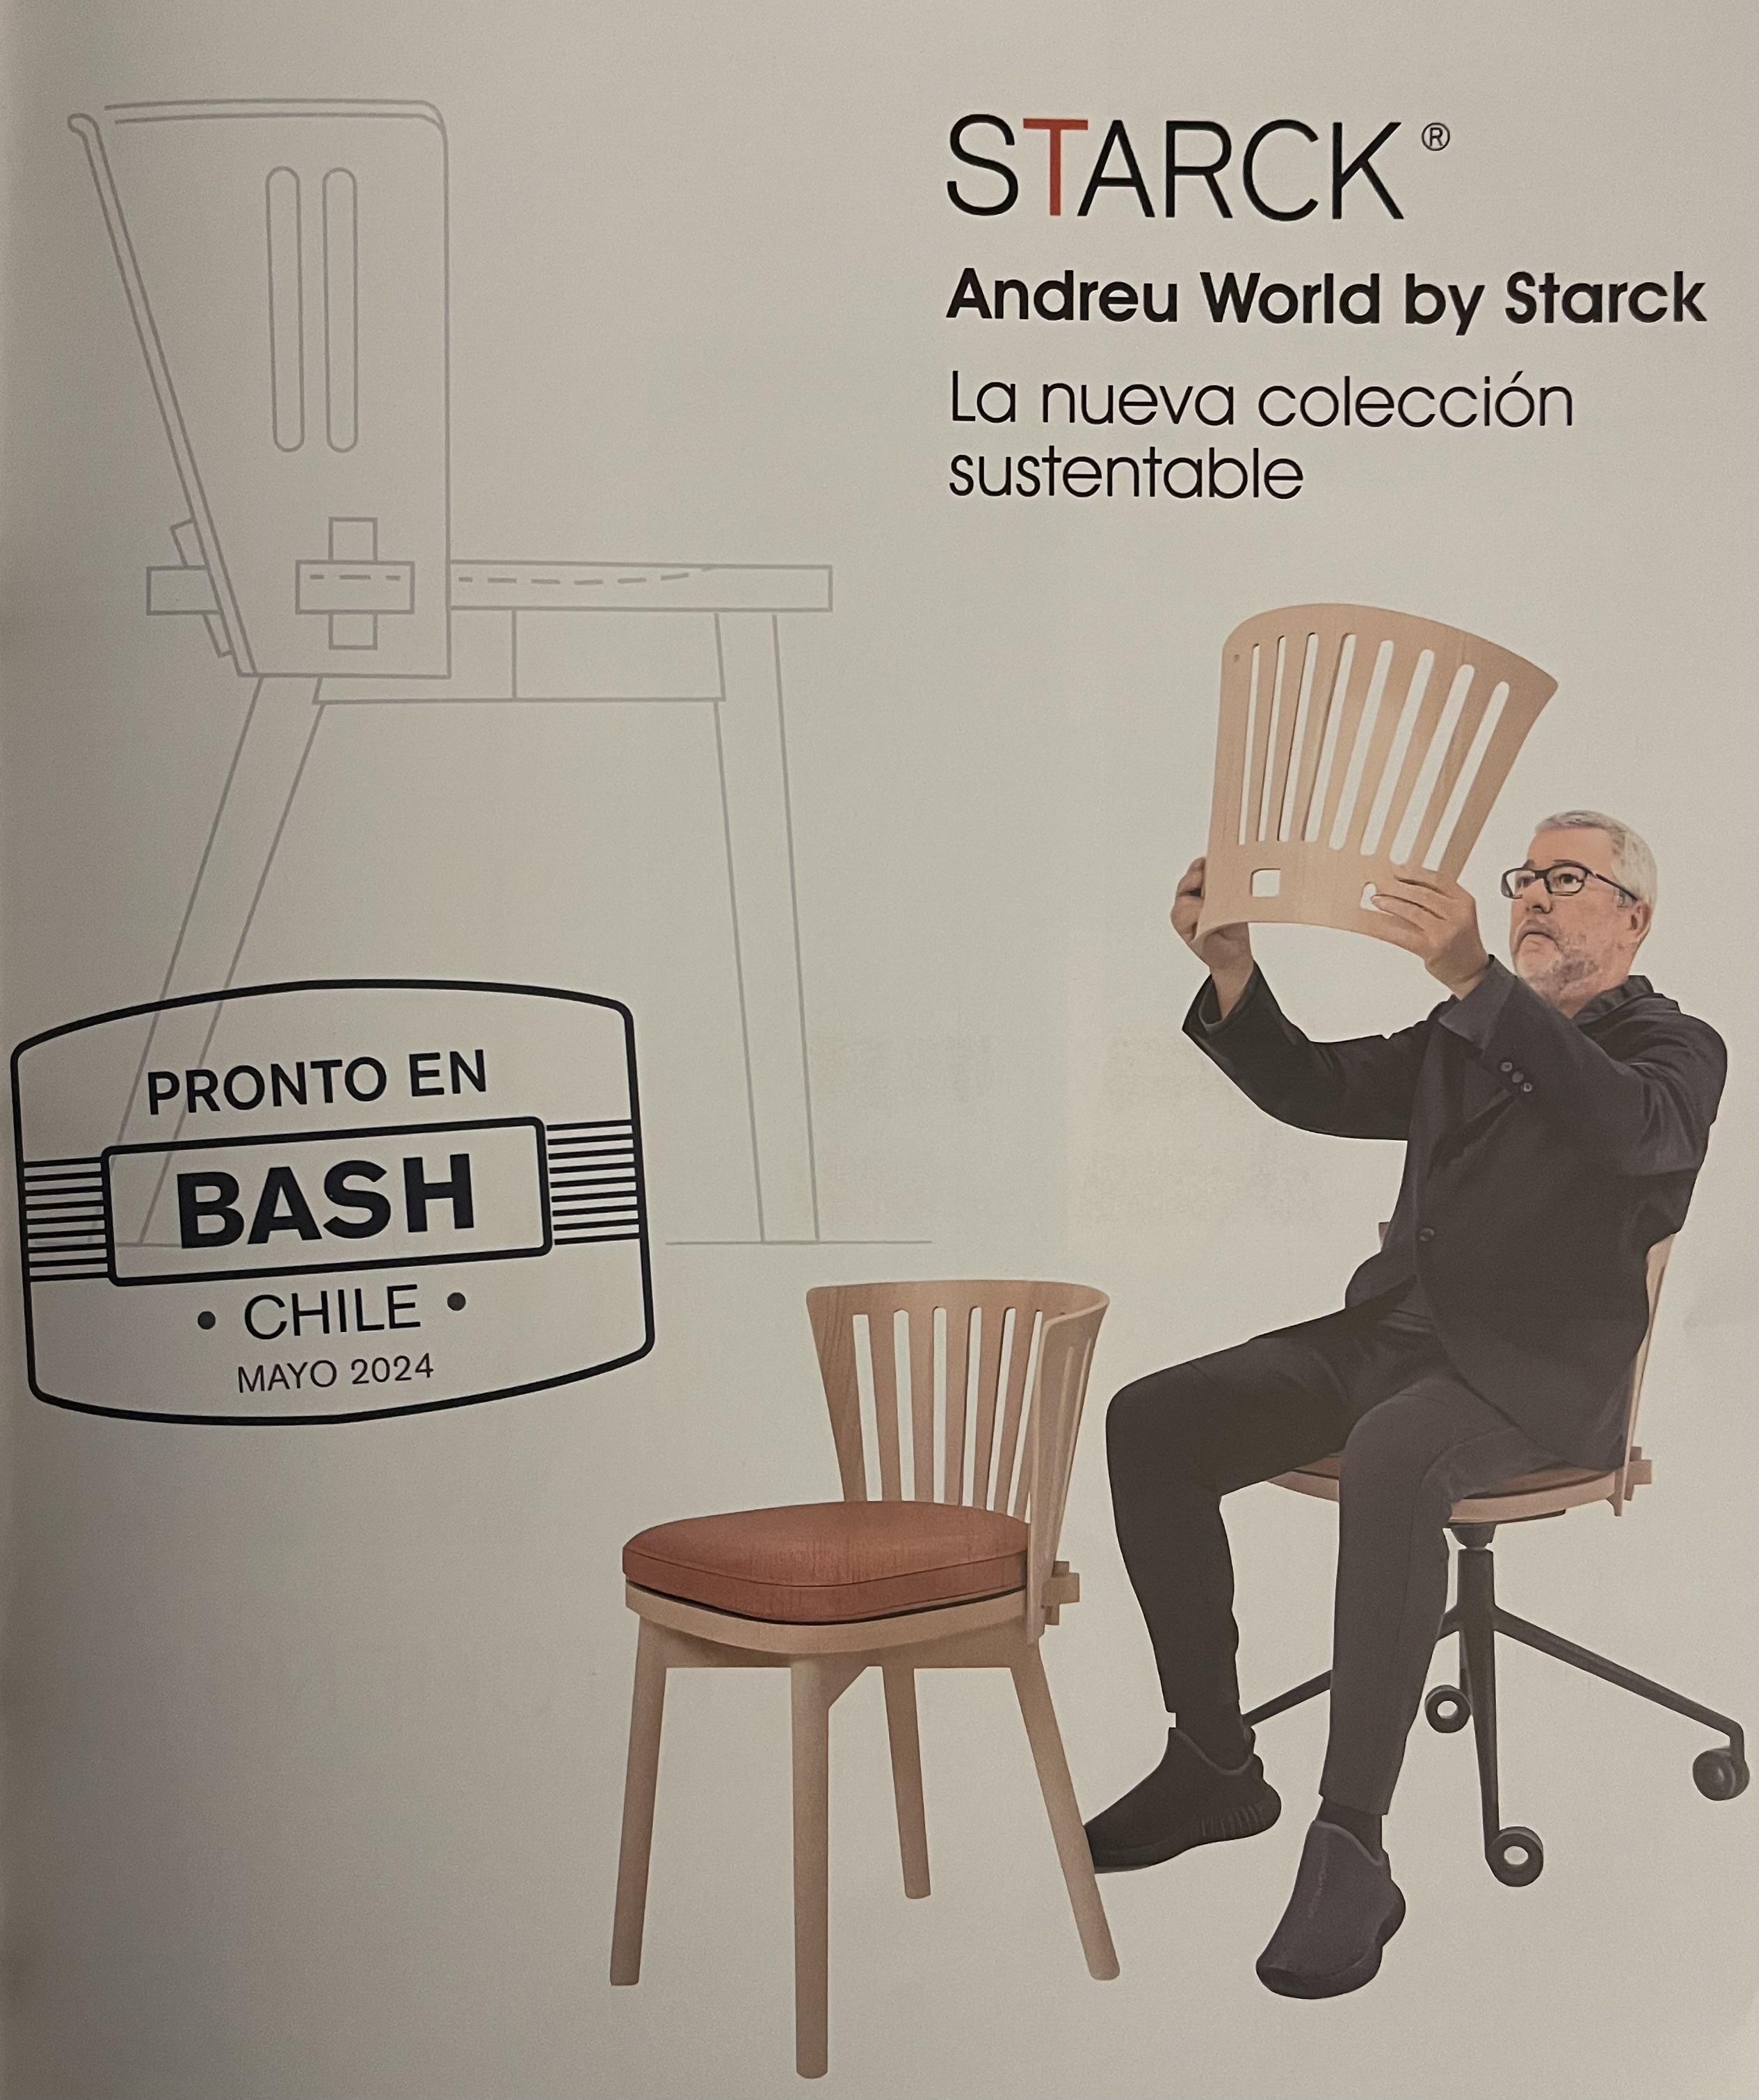 STARCK®
Andreu World by Starck
La nueva colección
sustentable
PRONTO EN
BASH
• CHILE •
MAYO 2024